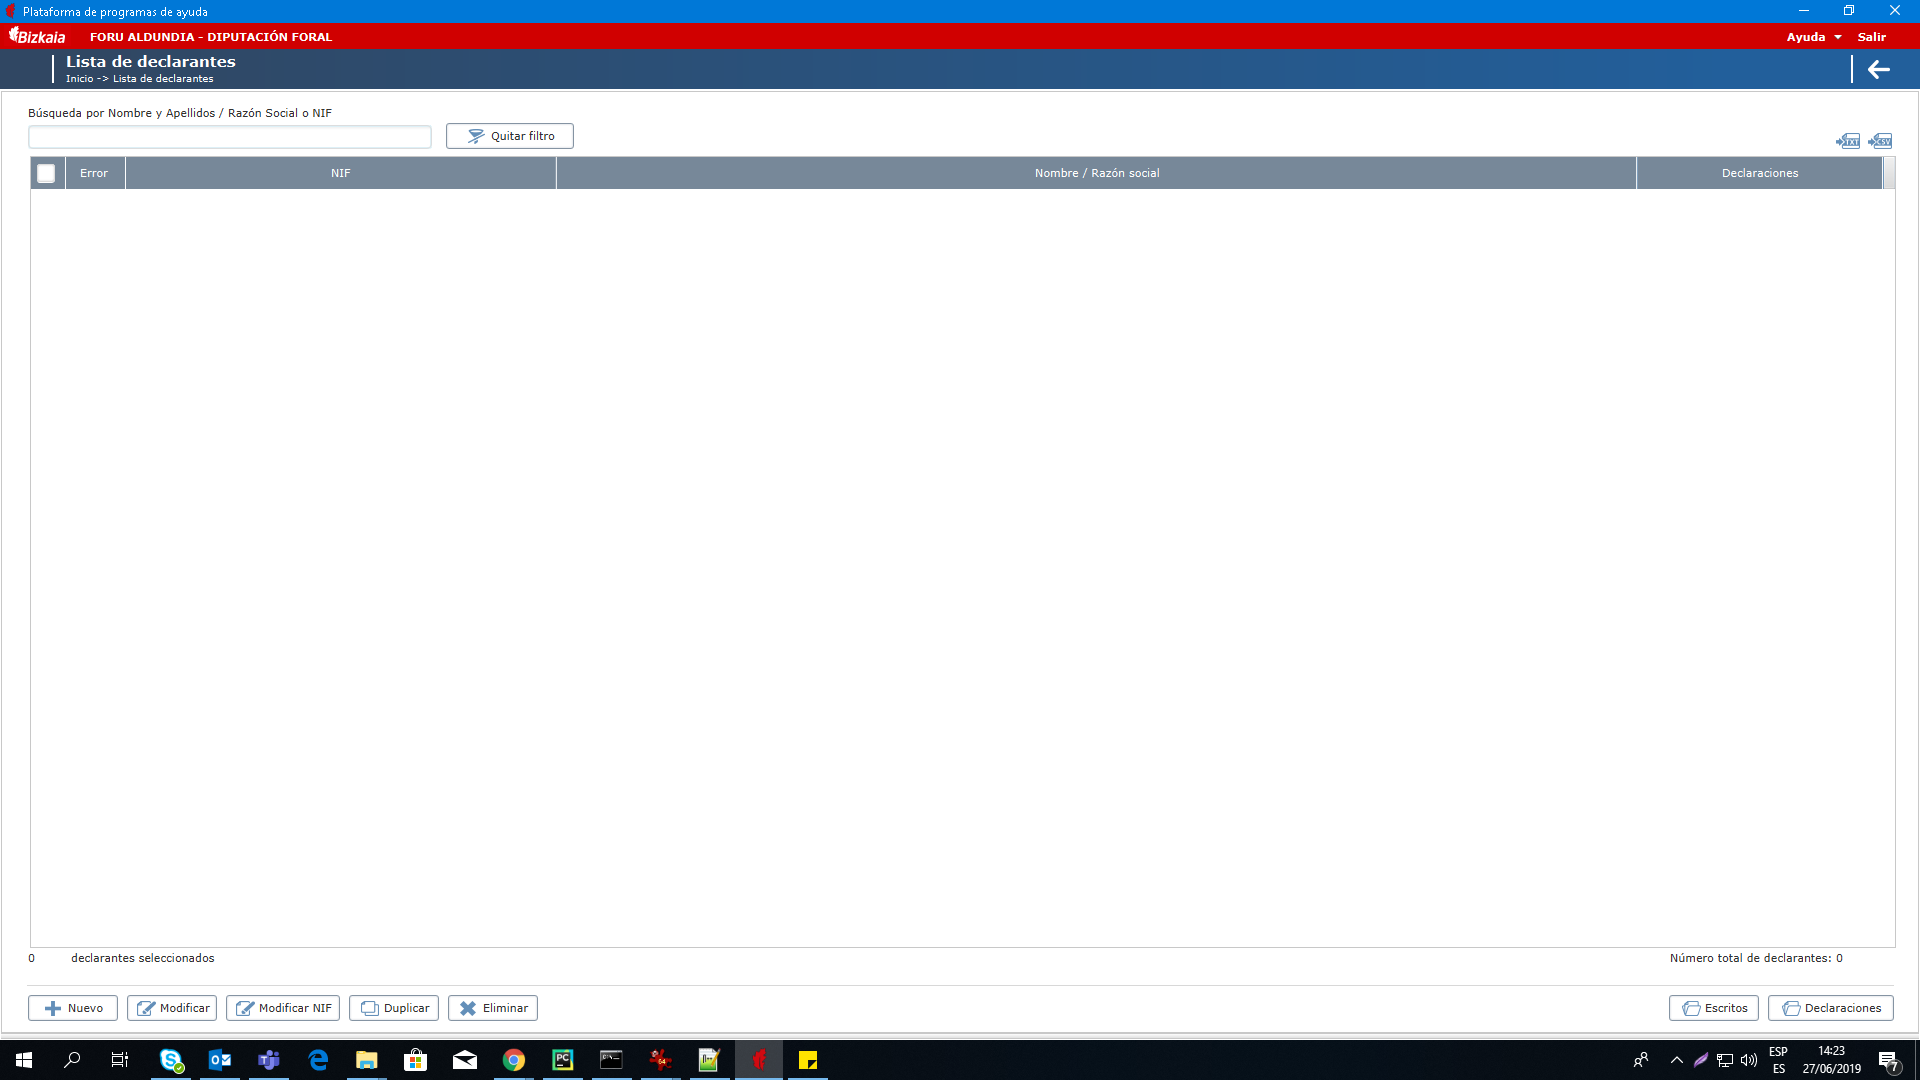 Plataforma de programas de ayuda
Bizkaia FORU ALDUNDIA - DIPUTACIÓN FORAL Ayuda Salir
Lista de declarantes
Inicio -> Lista de declarantes
Búsqueda por Nombre y Apellidos / Razón Social o NIF
Quitar filtro
TXT CSV
Error NIF Nombre / Razón social Declaraciones
0 declarantes seleccionados Número total de declarantes: 0
Nuevo Modificar Modificar NIF Duplicar Eliminar Escritos Declaraciones
ESP 14:23
ES 27/06/2019 7